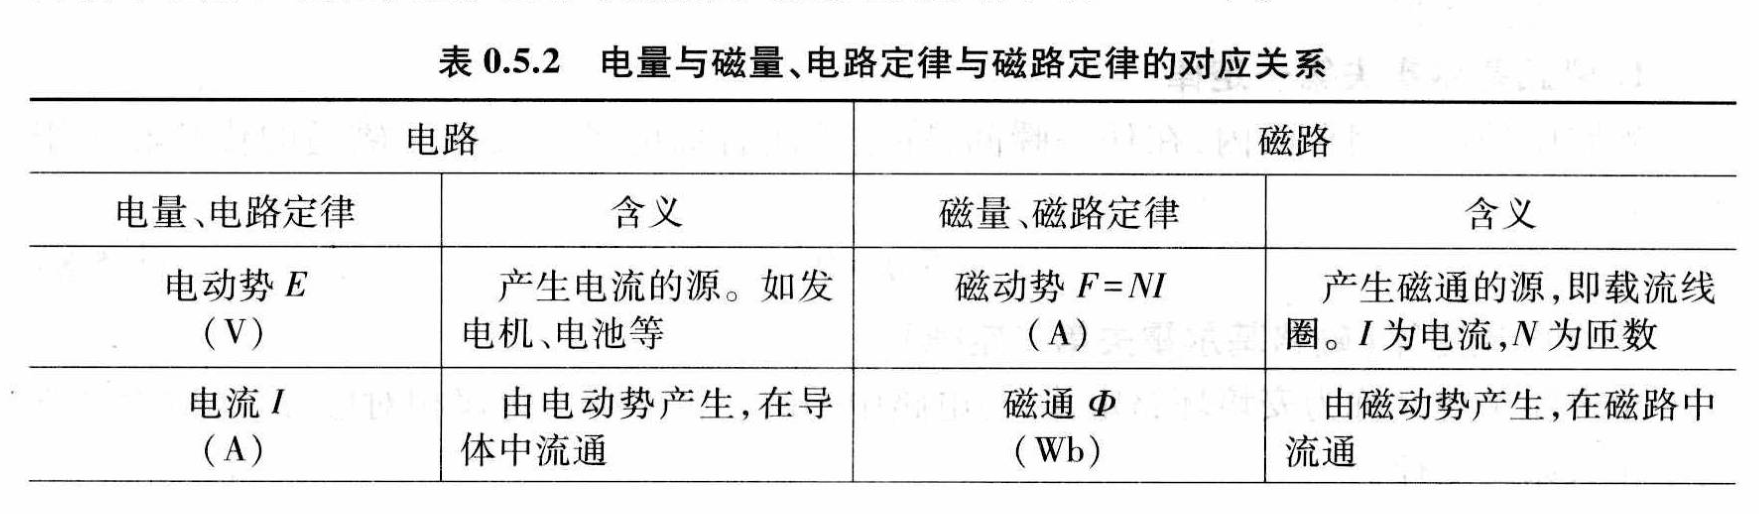 表 0.5.2 电量与磁量、电路定律与磁路定律的对应关系
电路 磁路
电量、电路定律 含义 磁量、磁路定律 含义
电动势 E
(V)
产生电流的源。如发
电机、电池等
磁动势 F=NI
(A)
产生磁通的源,即载流线
圈。I 为电流,N 为匝数
电流 I
(A)
由电动势产生,在导
体中流通
磁通 Φ
(Wb)
由磁动势产生,在磁路中
流通